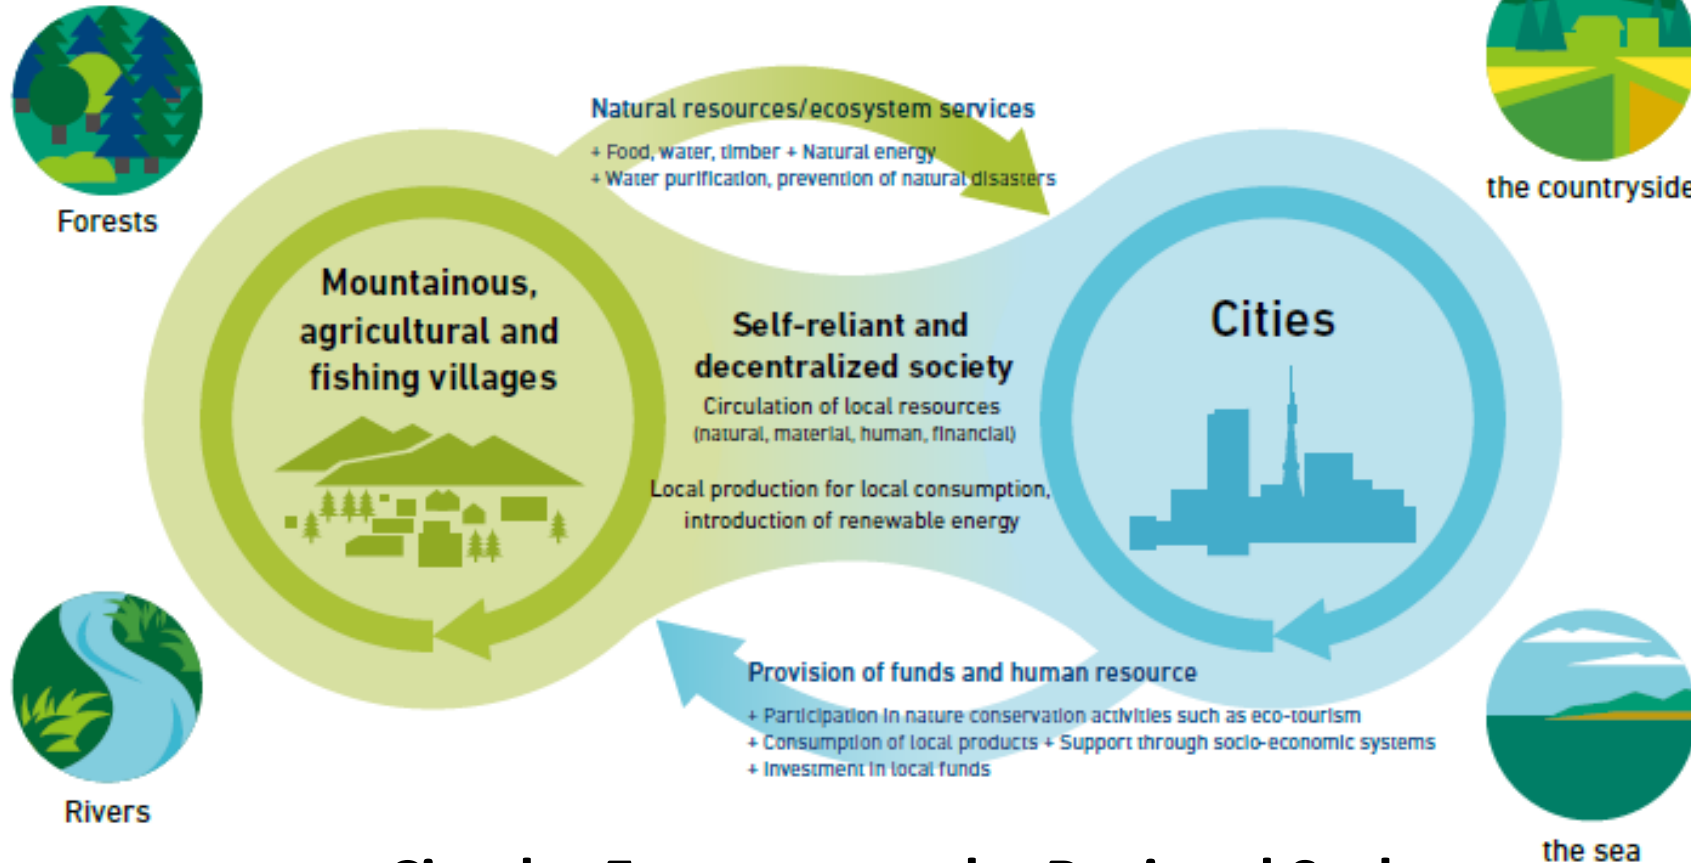 Forests
Natural resources/ecosystem services
+ Food, water, timber + Natural energy
+ Water purification, prevention of natural disasters
the countryside
Mountainous,
agricultural and
fishing villages
Self-reliant and
decentralized society
Circulation of local resources
(natural, material, human, financial)
Local production for local consumption,
introduction of renewable energy
Cities
Rivers
Provision of funds and human resource
+ Participation in nature conservation activities such as eco-tourism
+ Consumption of local products + Support through socio-economic systems
+ Investment in local funds
the sea